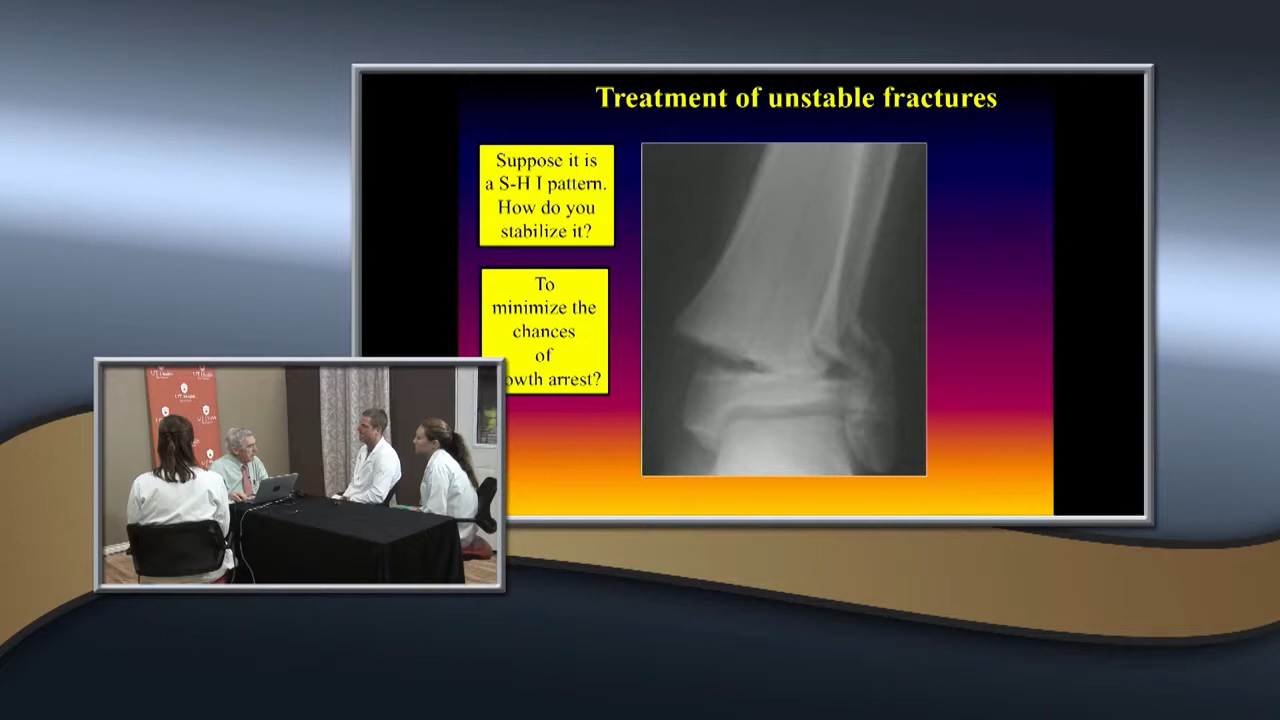 Treatment of unstable fractures
Suppose it is
a S-H I pattern.
How do you
stabilize it?
To
minimize the
chances
of
owth arrest?